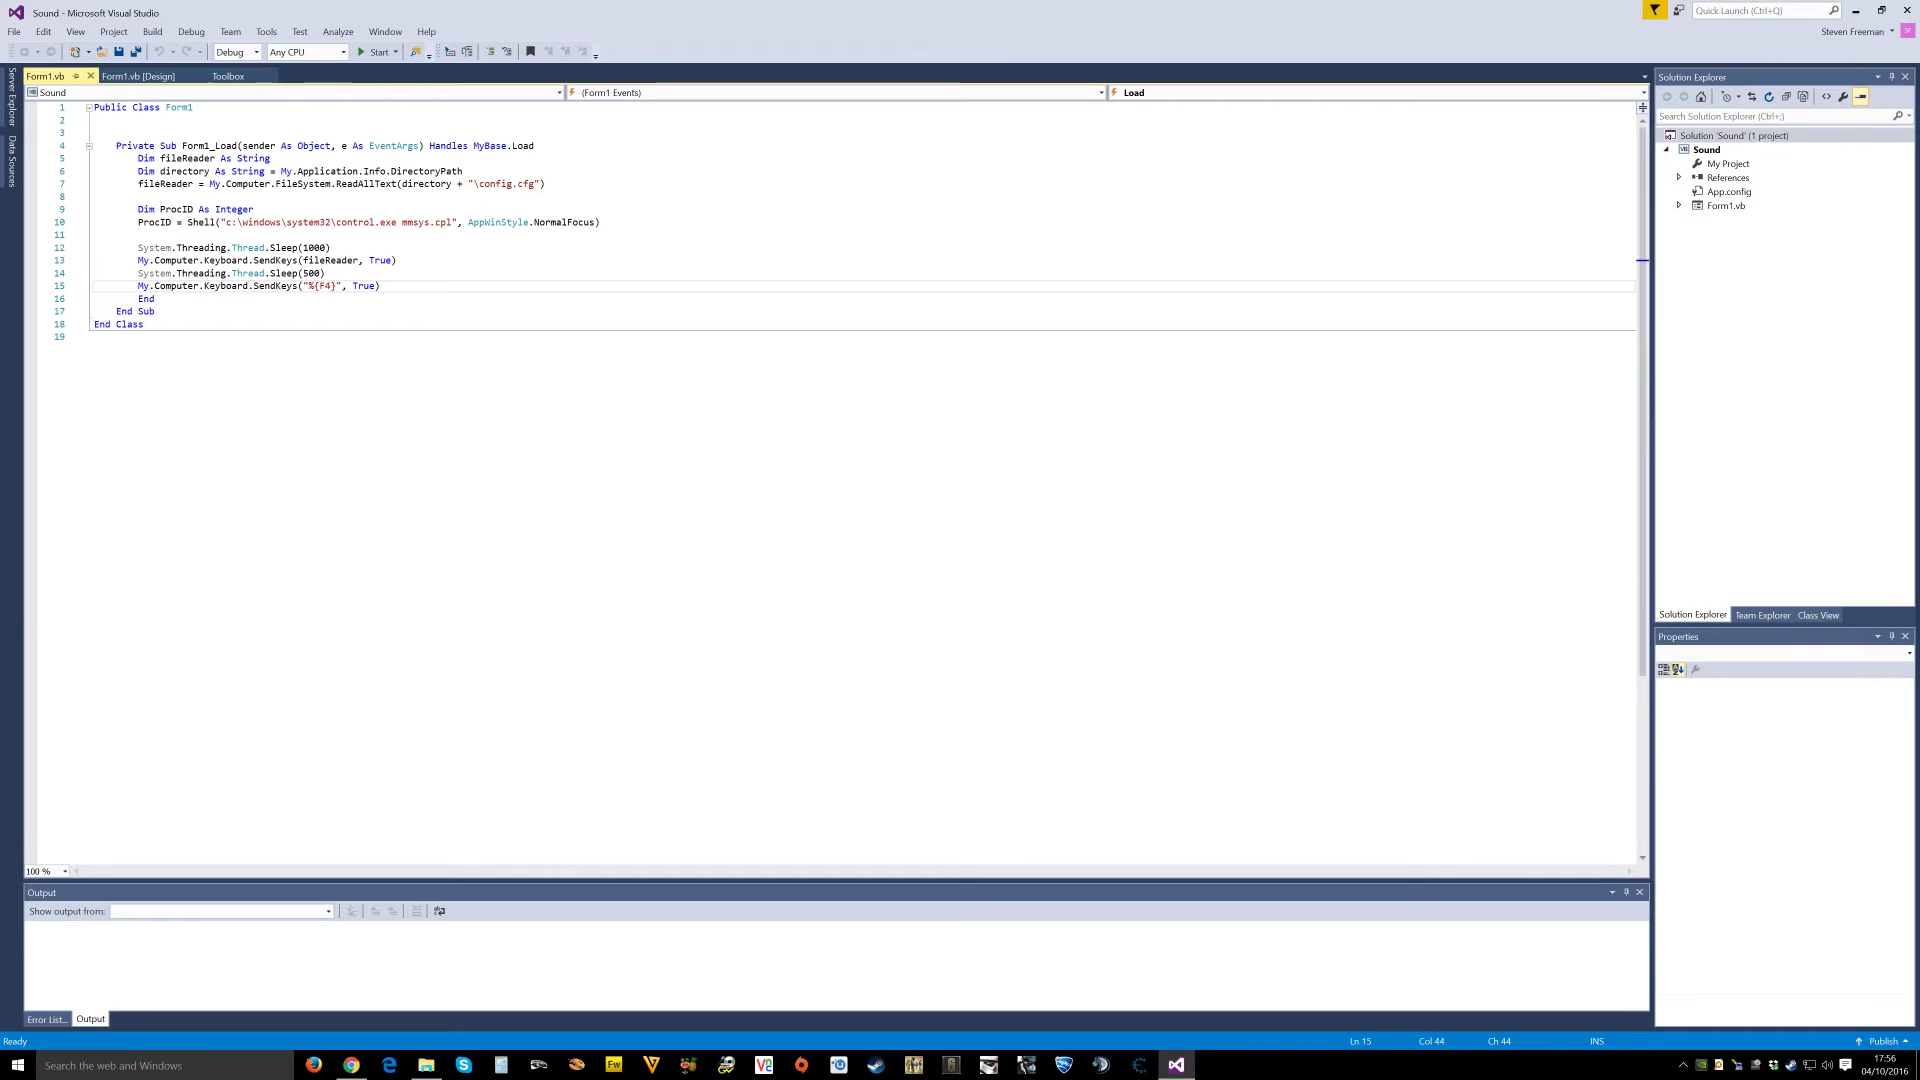 Sound - Microsoft Visual Studio
Quick Launch (Ctrl+Q)
File Edit View Project Build Debug Team Tools Test Analyze Window Help
Steven Freeman
Debug Any CPU Start
Server Explorer
Data Sources
Form1.vb Form1.vb [Design] Toolbox
Sound (Form1 Events) Load
1 Public Class Form1
2
3
4 Private Sub Form1_Load(sender As Object, e As EventArgs) Handles MyBase.Load
5 Dim fileReader As String
6 Dim directory As String = My.Application.Info.DirectoryPath
7 fileReader = My.Computer.FileSystem.ReadAllText(directory + "\config.cfg")
8
9 Dim ProcID As Integer
10 ProcID = Shell("c:\windows\system32\control.exe mmsys.cpl", AppWinStyle.NormalFocus)
11
12 System.Threading.Thread.Sleep(1000)
13 My.Computer.Keyboard.SendKeys(fileReader, True)
14 System.Threading.Thread.Sleep(500)
15 My.Computer.Keyboard.SendKeys("%{F4}", True)
16 End
17 End Sub
18 End Class
19
100 %
Solution Explorer
Search Solution Explorer (Ctrl+;)
Solution 'Sound' (1 project)
Sound
My Project
References
App.config
Form1.vb
Solution Explorer Team Explorer Class View
Properties
Output
Show output from:
Error List... Output
Ready Ln 15 Col 44 Ch 44 INS Publish
Search the web and Windows
Fw
17:56
04/10/2016